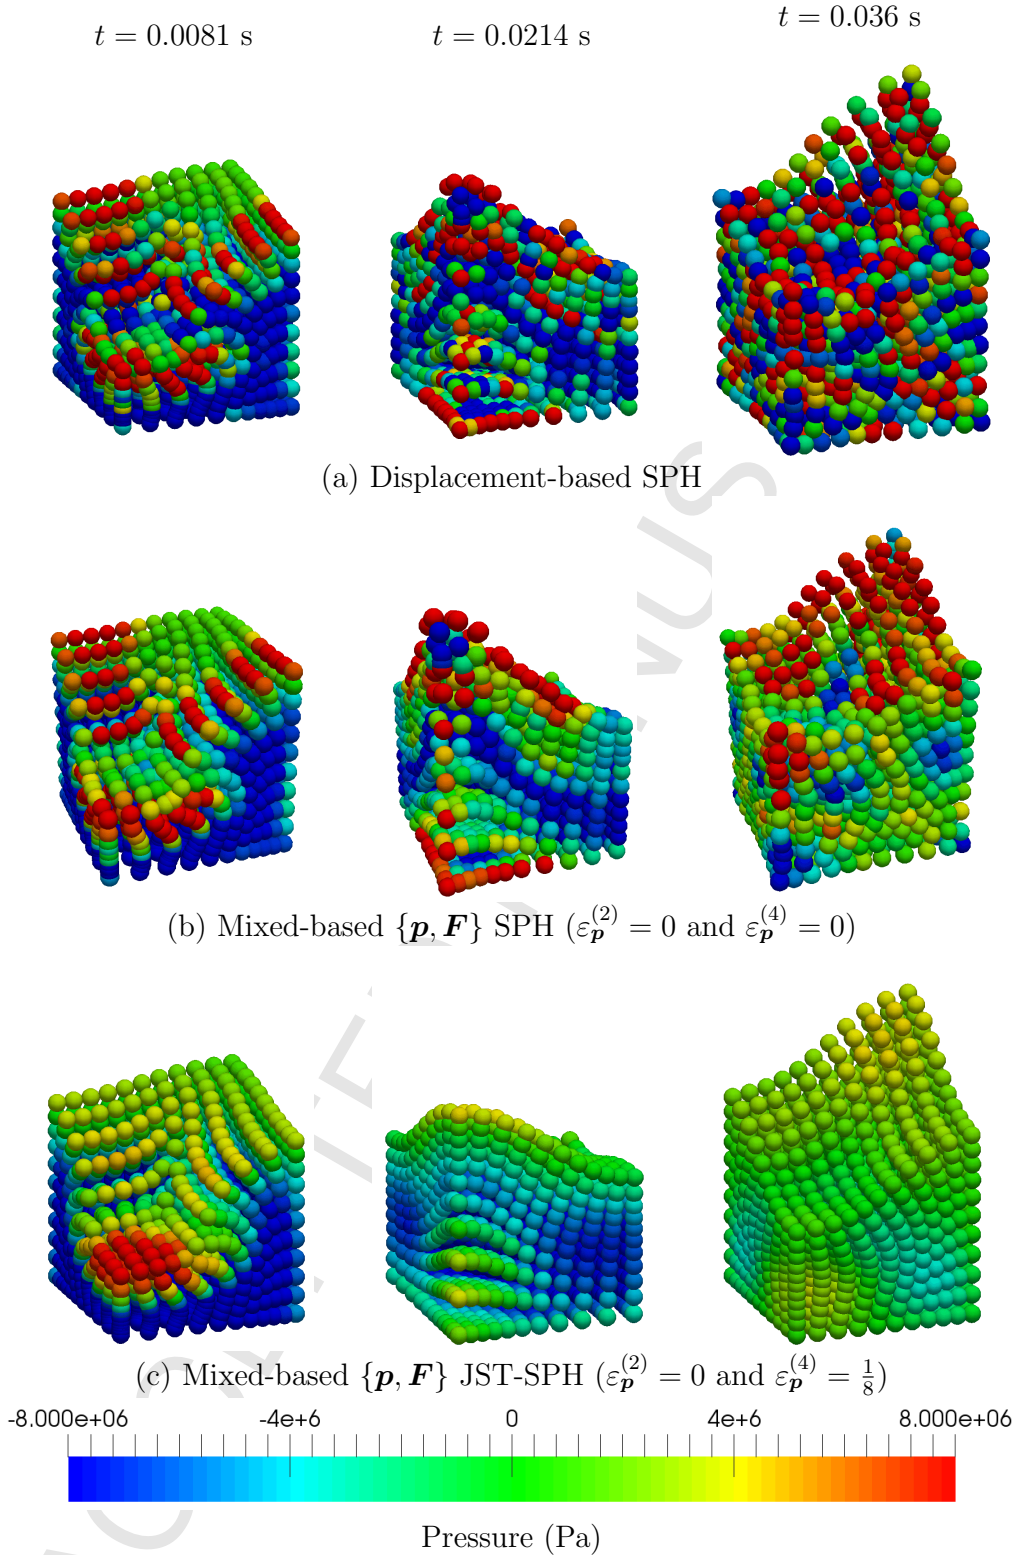 t = 0.0081 s t = 0.0214 s t = 0.036 s
(a) Displacement-based SPH
(b) Mixed-based {p, F} SPH (ε_p^(2) = 0 and ε_p^(4) = 0)
(c) Mixed-based {p, F} JST-SPH (ε_p^(2) = 0 and ε_p^(4) = 1/8)
-8.000e+06 -4e+6 0 4e+6 8.000e+06
Pressure (Pa)